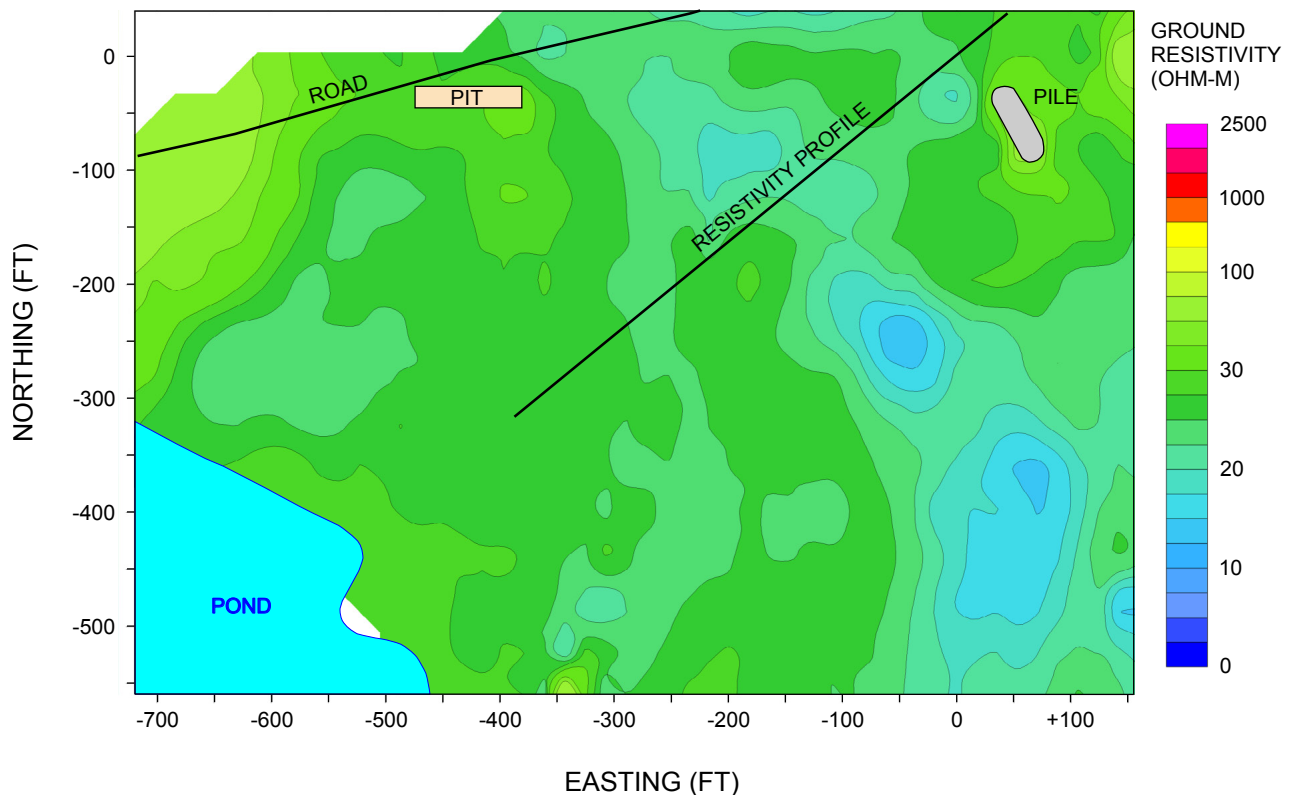 GROUND
RESISTIVITY
(OHM-M)
2500
1000
100
30
20
10
0
ROAD
PIT
PILE
RESISTIVITY PROFILE
POND
NORTHING (FT)
0
-100
-200
-300
-400
-500
-700 -600 -500 -400 -300 -200 -100 0 +100
EASTING (FT)